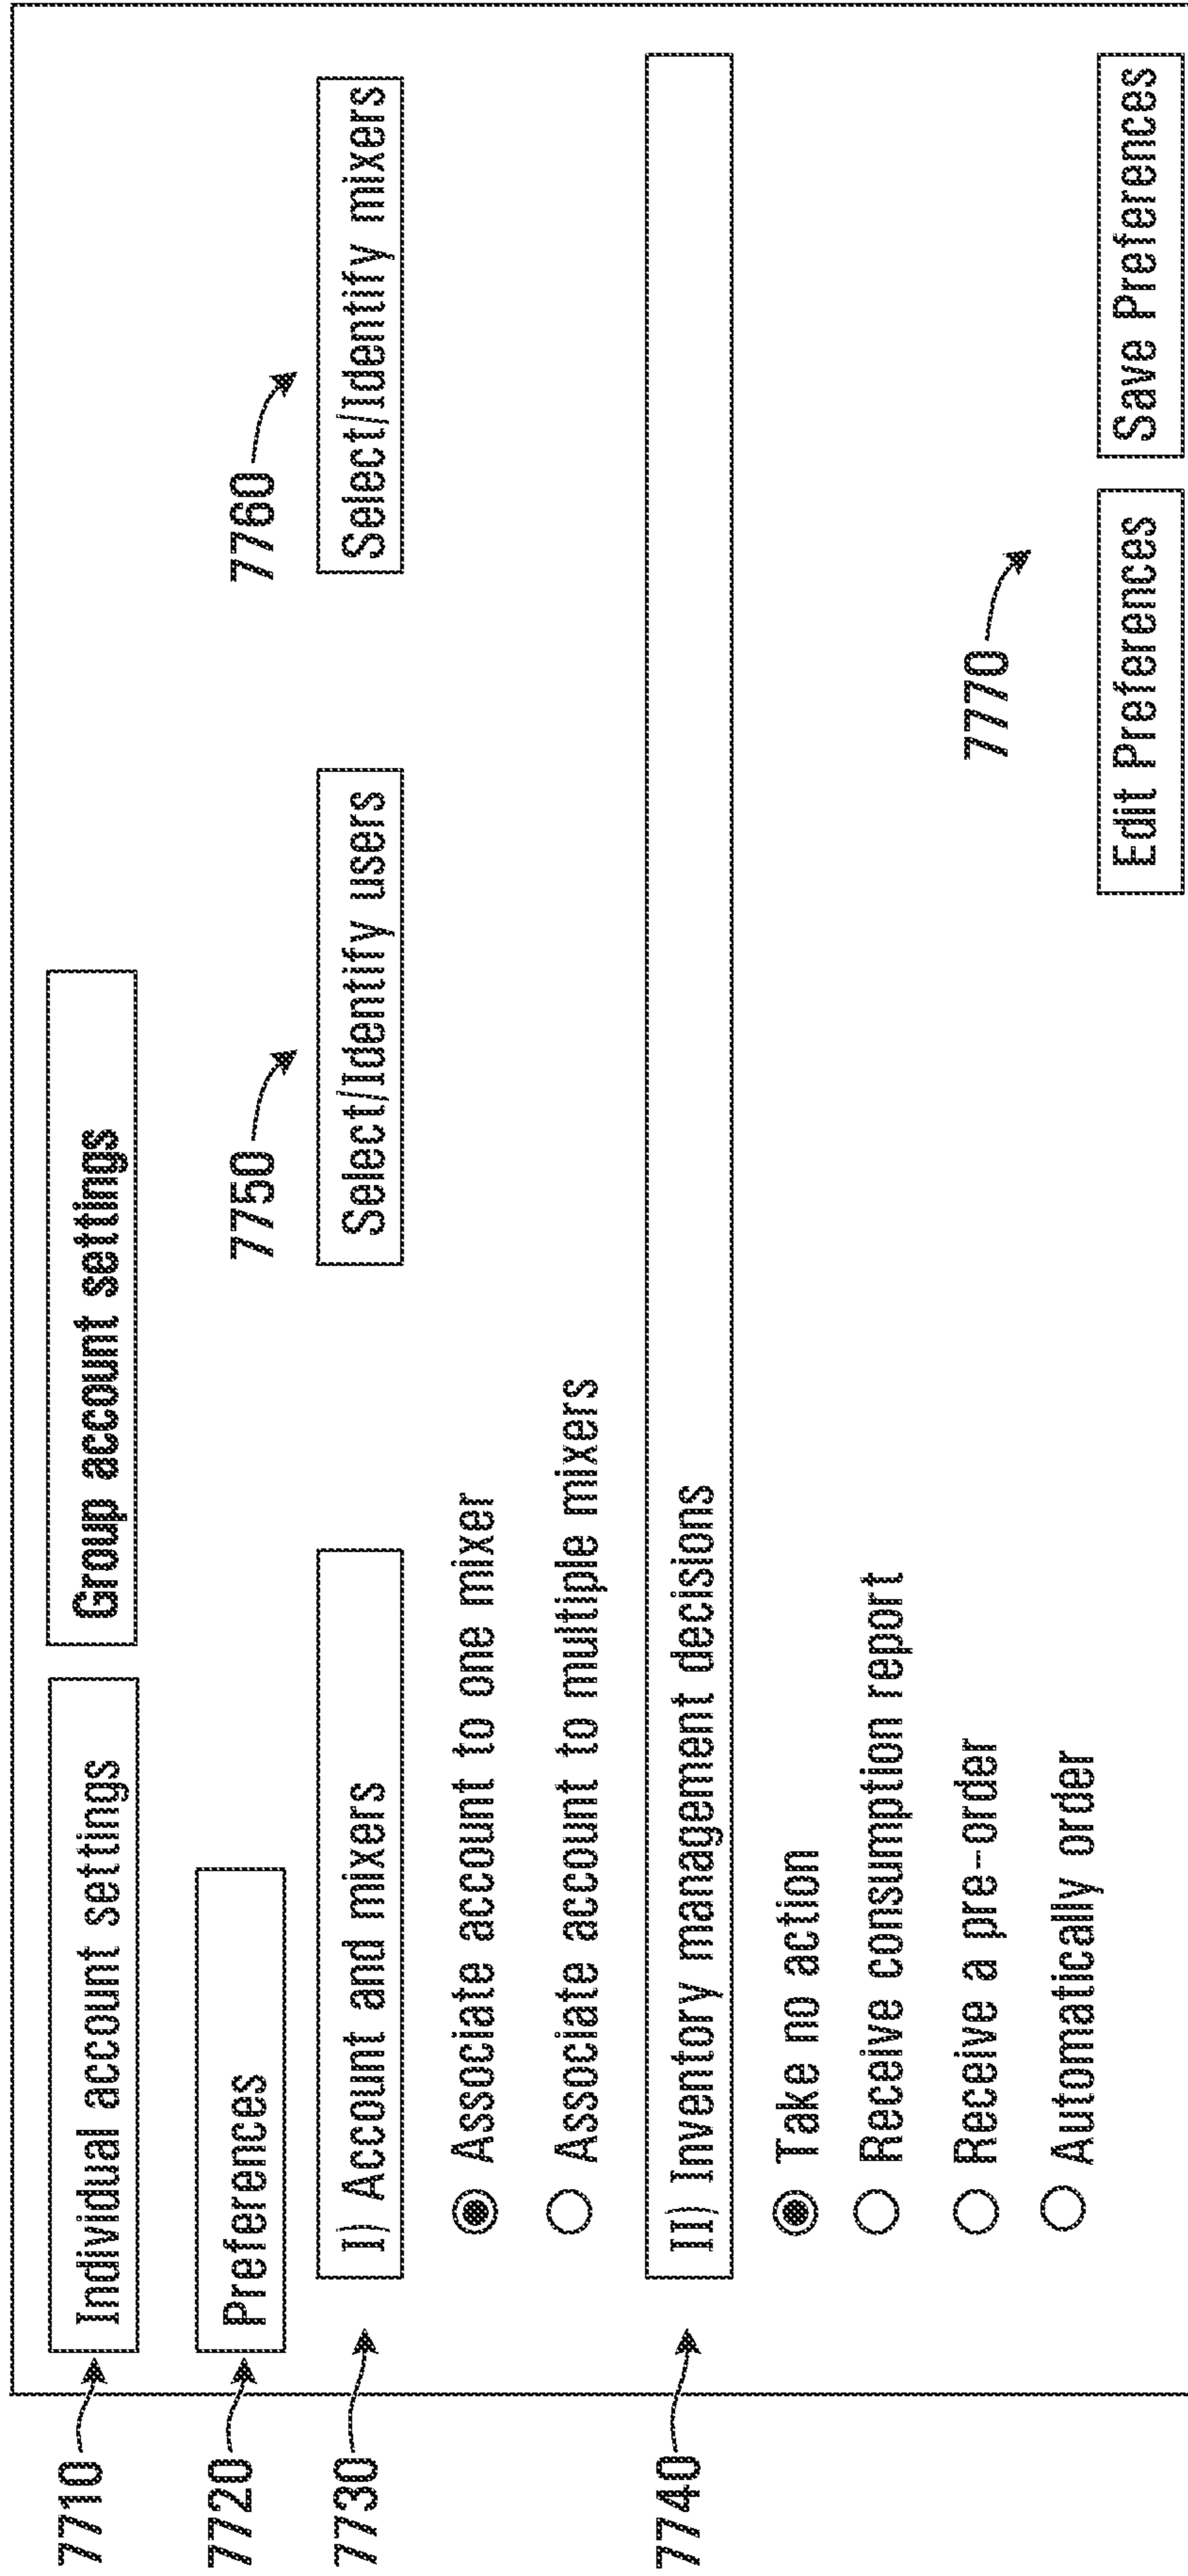 7710 Individual account settings Group account settings
7720 Preferences
7750 7760
7730 I) Account and mixers Select/Identify users Select/Identify mixers
Associate account to one mixer
Associate account to multiple mixers
7740 II) Inventory management decisions
Take no action
Receive consumption report
Receive a pre-order
7770
Automatically order
Edit Preferences Save Preferences